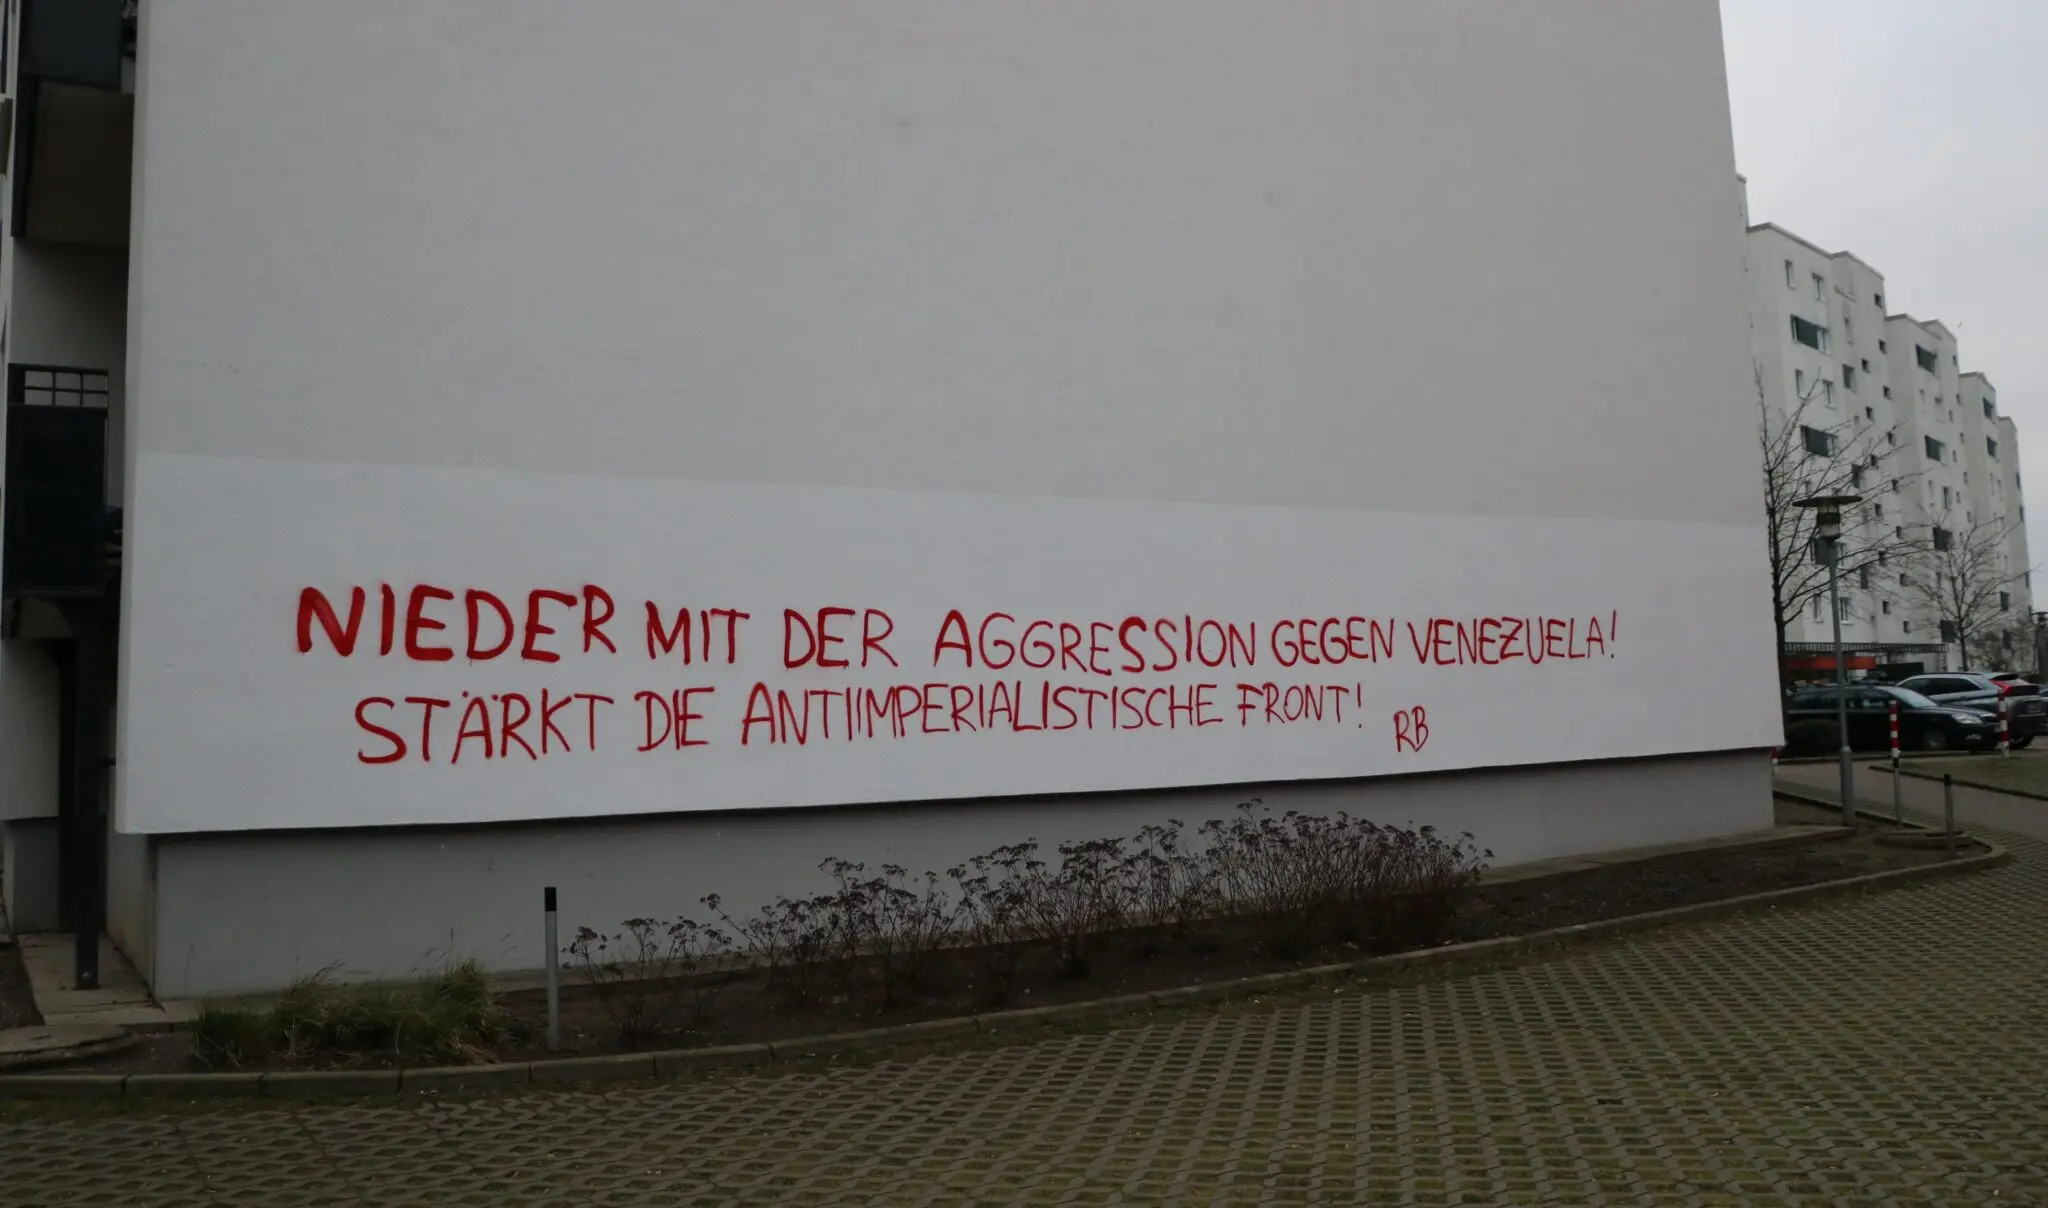 NIEDER MIT DER AGGRESSION GEGEN VENEZUELA!
STÄRKT DIE ANTIIMPERIALISTISCHE FRONT!
RB